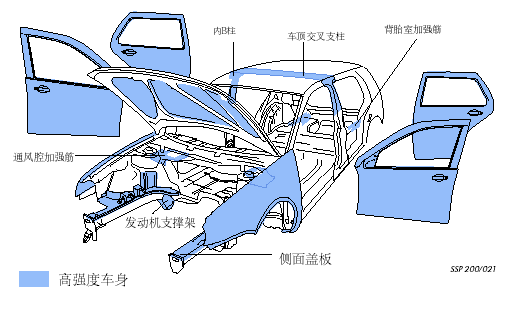 内B柱
车顶交叉支柱
背胎室加强筋
通风腔加强筋
发动机支撑架
侧面盖板
高强度车身
SSP 200/021